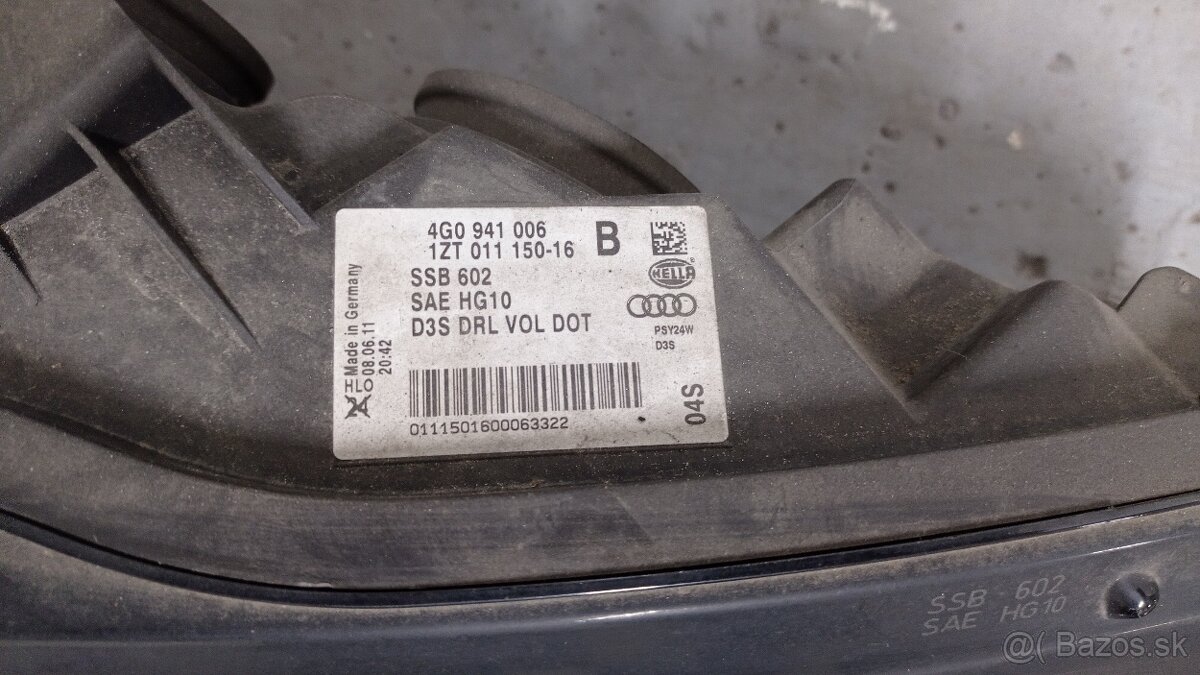 4G0 941 006
1ZT 011 150-16
B
SSB 602
SAE HG10
D3S DRL VOL DOT
HELLA
PSY24W
D3S
Made in Germany
08.06.11
20:42
04S
0111501600063322
SSB - 602
SAE HG10
@( Bazos.sk